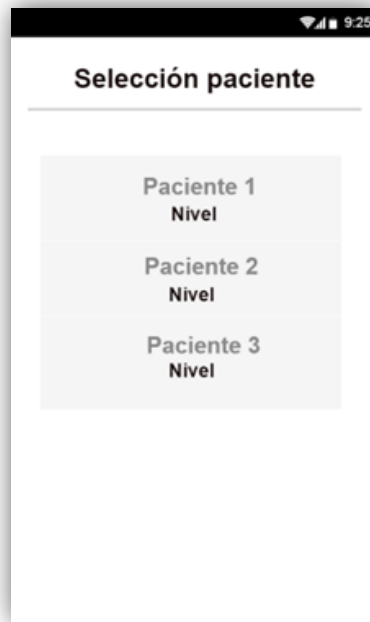 9:25
Selección paciente
Paciente 1
Nivel
Paciente 2
Nivel
Paciente 3
Nivel